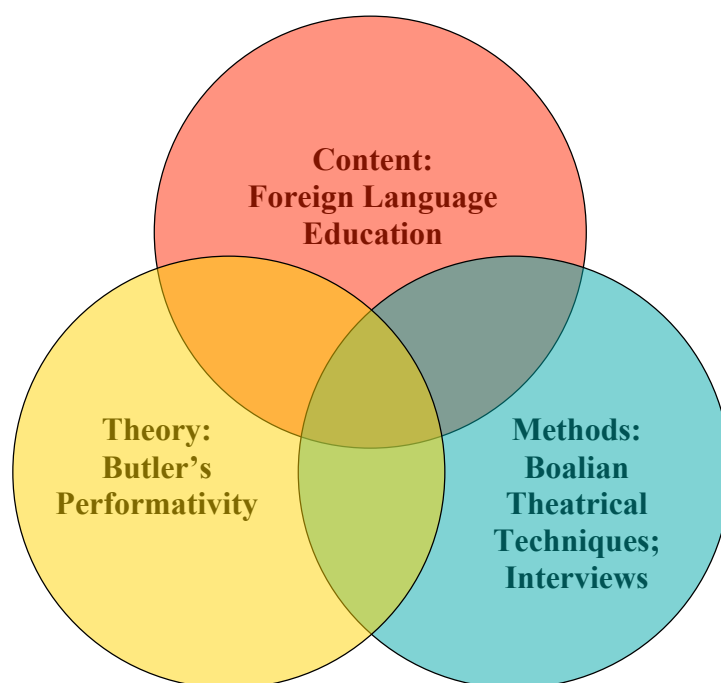 Content:
Foreign Language
Education
Theory:
Butler’s
Performativity
Methods:
Boalian
Theatrical
Techniques;
Interviews